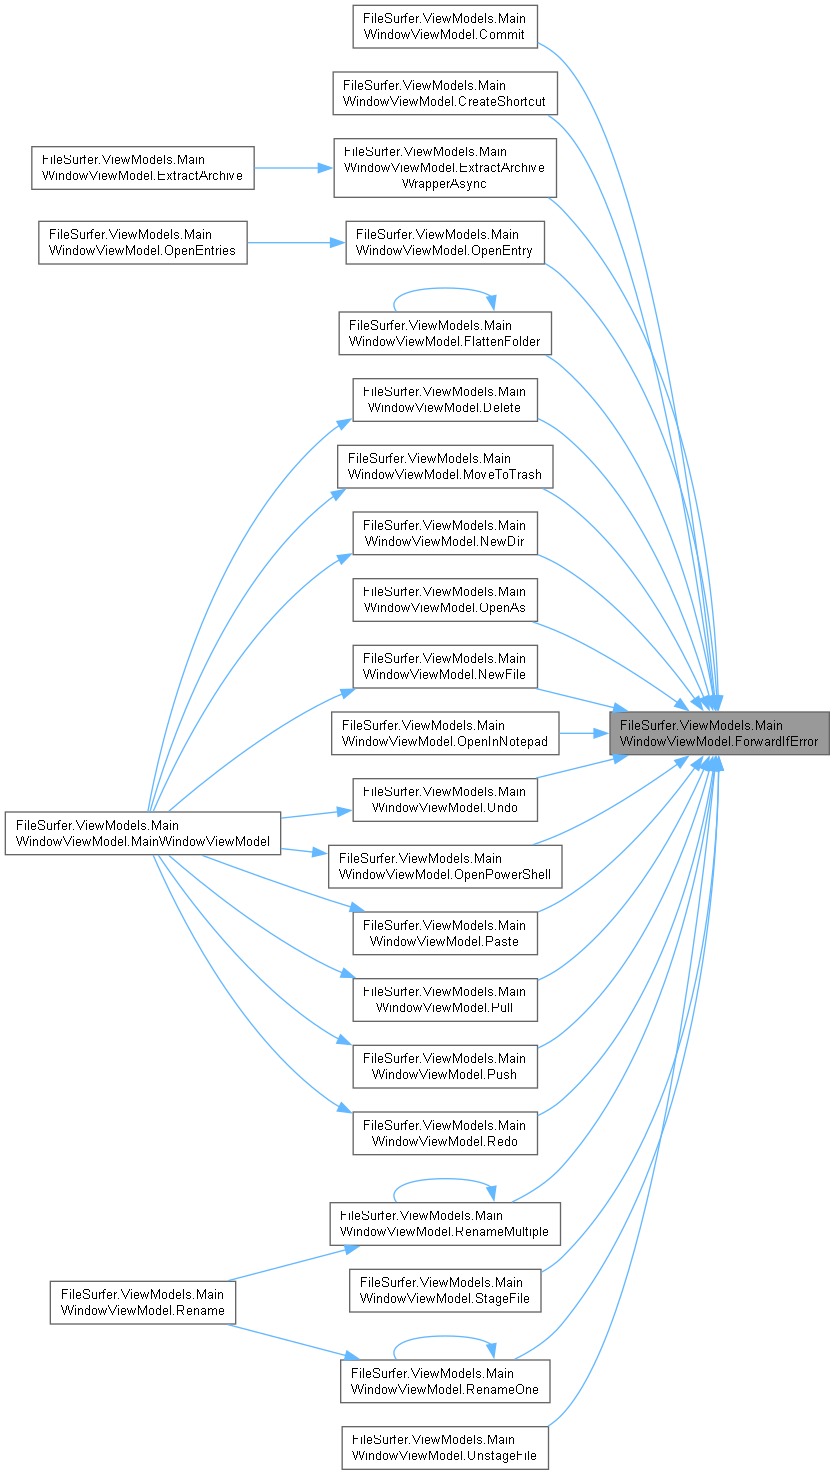 FileSurfer.ViewModels.Main
WindowViewModel.Commit
FileSurfer.ViewModels.Main
WindowViewModel.CreateShortcut
FileSurfer.ViewModels.Main
WindowViewModel.ExtractArchive
FileSurfer.ViewModels.Main
WindowViewModel.ExtractArchive
WrapperAsync
FileSurfer.ViewModels.Main
WindowViewModel.OpenEntries
FileSurfer.ViewModels.Main
WindowViewModel.OpenEntry
FileSurfer.ViewModels.Main
WindowViewModel.FlattenFolder
FileSurfer.ViewModels.Main
WindowViewModel.Delete
FileSurfer.ViewModels.Main
WindowViewModel.MoveToTrash
FileSurfer.ViewModels.Main
WindowViewModel.NewDir
FileSurfer.ViewModels.Main
WindowViewModel.OpenAs
FileSurfer.ViewModels.Main
WindowViewModel.NewFile
FileSurfer.ViewModels.Main
WindowViewModel.OpenInNotepad
FileSurfer.ViewModels.Main
WindowViewModel.ForwardIfError
FileSurfer.ViewModels.Main
WindowViewModel.Undo
FileSurfer.ViewModels.Main
WindowViewModel.MainWindowViewModel
FileSurfer.ViewModels.Main
WindowViewModel.OpenPowerShell
FileSurfer.ViewModels.Main
WindowViewModel.Paste
FileSurfer.ViewModels.Main
WindowViewModel.Pull
FileSurfer.ViewModels.Main
WindowViewModel.Push
FileSurfer.ViewModels.Main
WindowViewModel.Redo
FileSurfer.ViewModels.Main
WindowViewModel.RenameMultiple
FileSurfer.ViewModels.Main
WindowViewModel.StageFile
FileSurfer.ViewModels.Main
WindowViewModel.Rename
FileSurfer.ViewModels.Main
WindowViewModel.RenameOne
FileSurfer.ViewModels.Main
WindowViewModel.UnstageFile